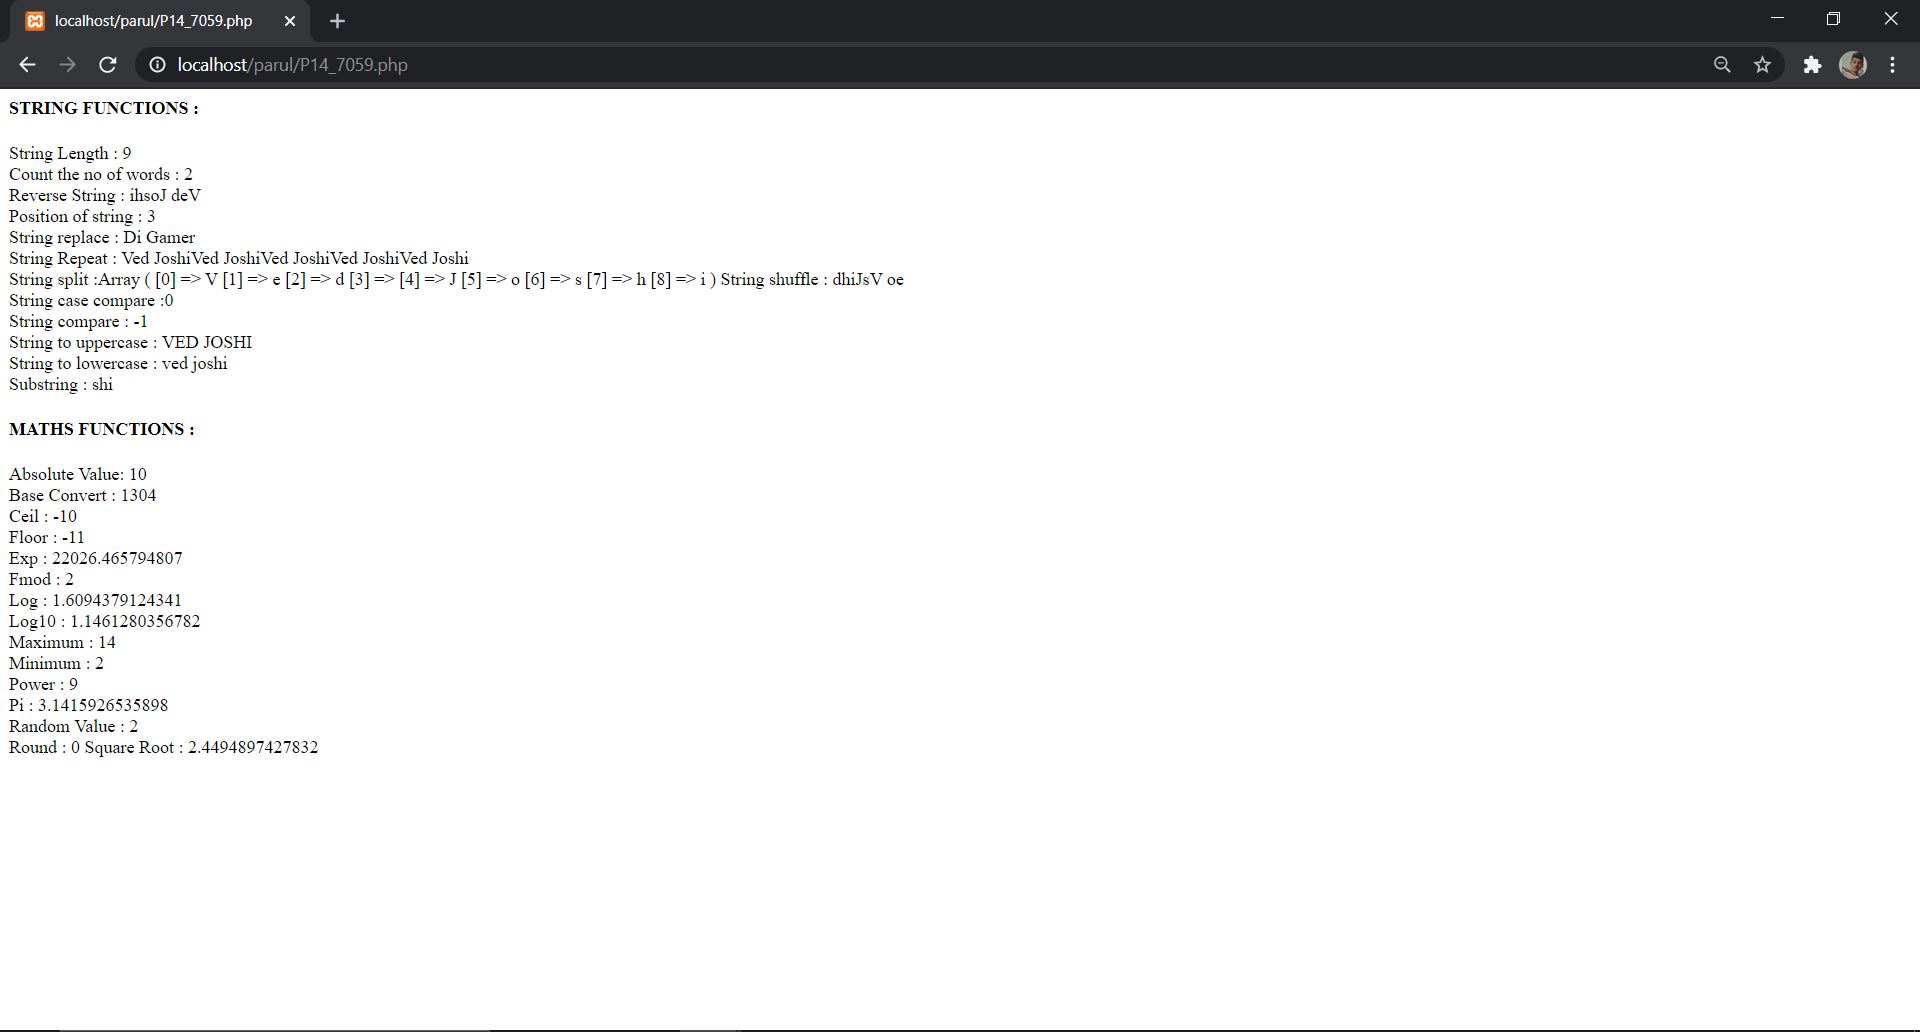 localhost/parul/P14_7059.php
localhost/parul/P14_7059.php
STRING FUNCTIONS :
String Length : 9
Count the no of words : 2
Reverse String : ihsoJ deV
Position of string : 3
String replace : Di Gamer
String Repeat : Ved JoshiVed JoshiVed JoshiVed JoshiVed Joshi
String split :Array ( [0] => V [1] => e [2] => d [3] => [4] => J [5] => o [6] => s [7] => h [8] => i ) String shuffle : dhiJsV oe
String case compare :0
String compare : -1
String to uppercase : VED JOSHI
String to lowercase : ved joshi
Substring : shi
MATHS FUNCTIONS :
Absolute Value: 10
Base Convert : 1304
Ceil : -10
Floor : -11
Exp : 22026.465794807
Fmod : 2
Log : 1.6094379124341
Log10 : 1.1461280356782
Maximum : 14
Minimum : 2
Power : 9
Pi : 3.1415926535898
Random Value : 2
Round : 0 Square Root : 2.4494897427832